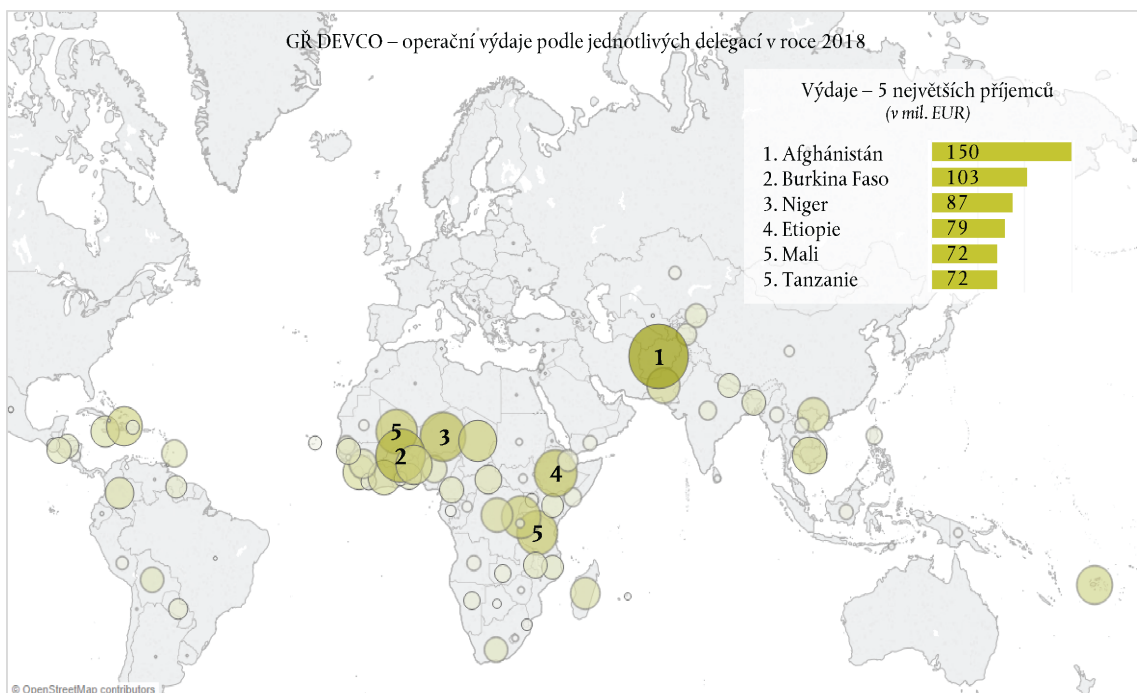 GŘ DEVCO – operační výdaje podle jednotlivých delegací v roce 2018
Výdaje – 5 největších příjemců
(v mil. EUR)
1. Afghánistán 150
2. Burkina Faso 103
3. Niger 87
4. Etiopie 79
5. Mali 72
5. Tanzanie 72
1
5
3
2
4
5
© OpenStreetMap contributors